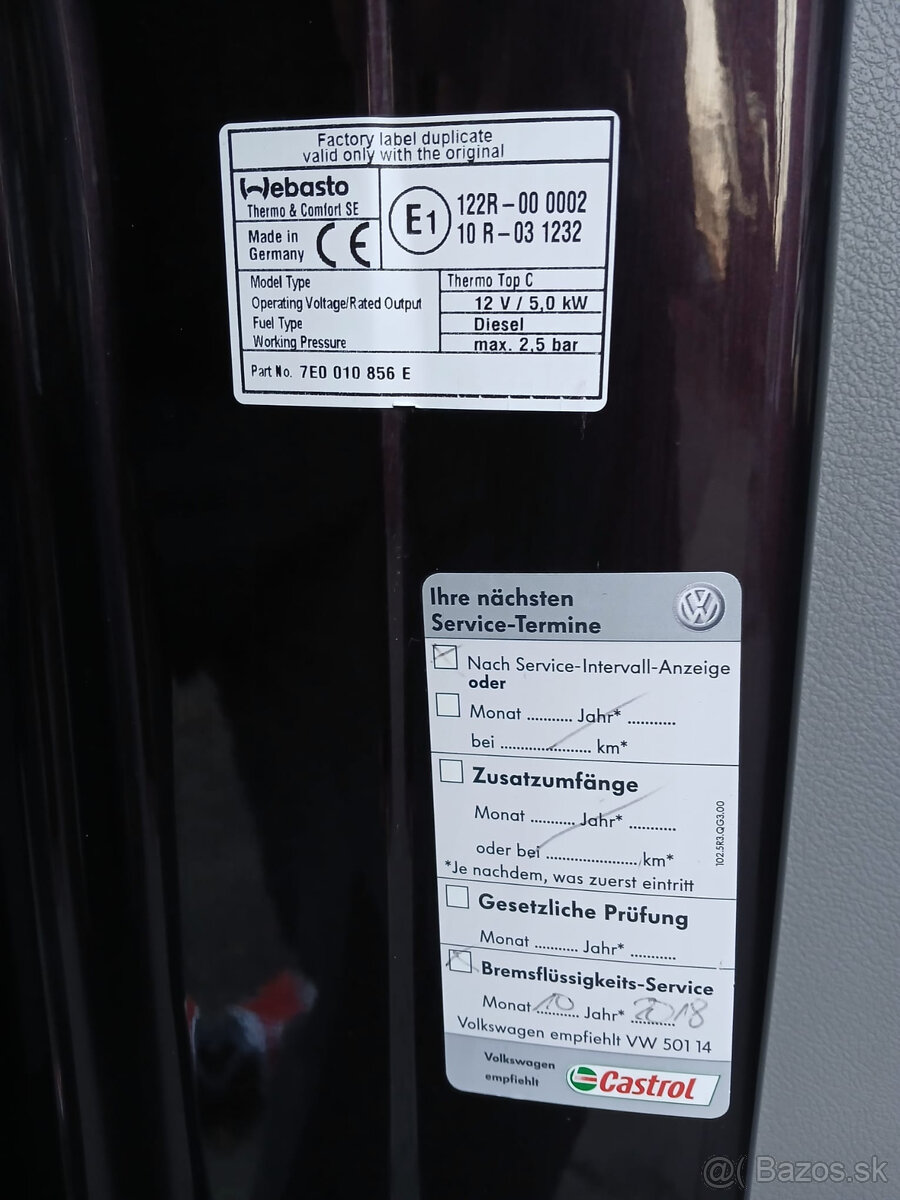 Factory label duplicate
valid only with the original
Webasto
Thermo & Comfort SE
Made in
Germany
CE
E1
122R-00 0002
10 R-03 1232
Model Type Thermo Top C
Operating Voltage/Rated Output 12 V / 5,0 kW
Fuel Type Diesel
Working Pressure max. 2,5 bar
Part No. 7E0 010 856 E
Ihre nächsten
Service-Termine
Nach Service-Intervall-Anzeige
oder
Monat ........... Jahr* ...........
bei ..................... km*
Zusatzumfänge
Monat ........... Jahr* ...........
oder bei ..................... km*
*Je nachdem, was zuerst eintritt
Gesetzliche Prüfung
Monat ........... Jahr* ...........
Bremsflüssigkeits-Service
Monat 10 Jahr* 2018
Volkswagen empfiehlt VW 501 14
Volkswagen
empfiehlt
Castrol
102.5R3.QG3.00
@( Bazos.sk